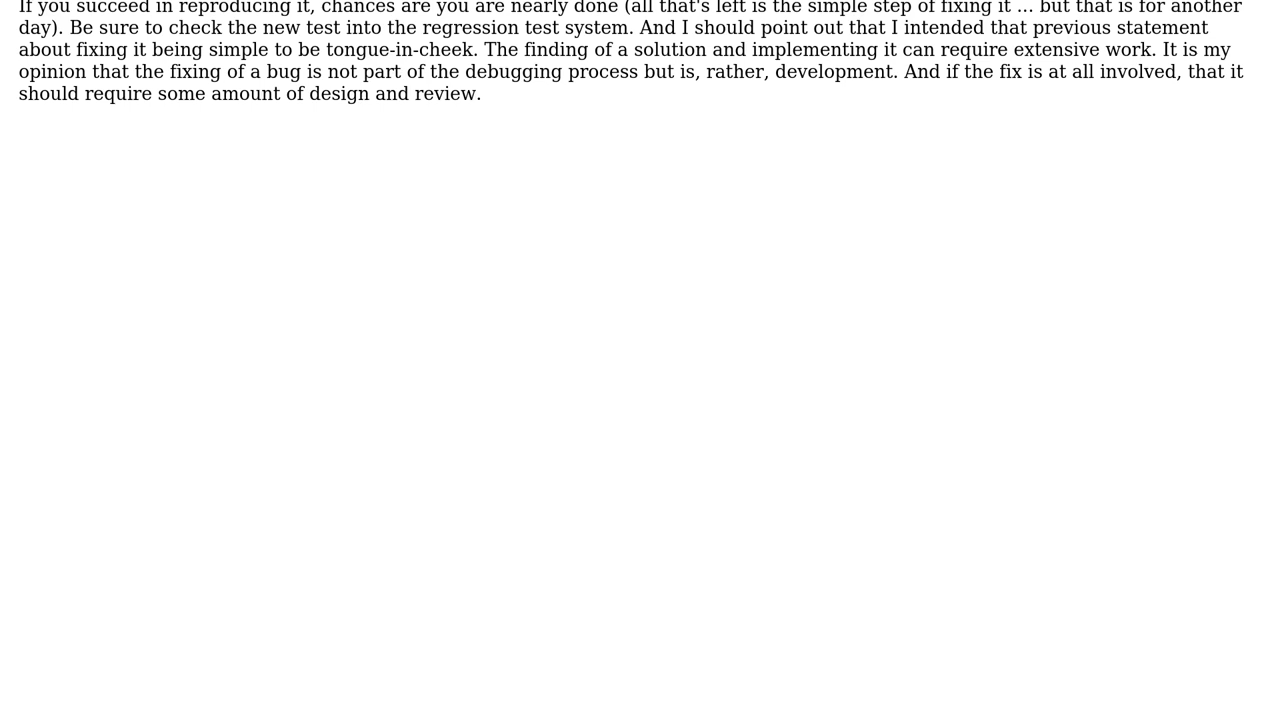 If you succeed in reproducing it, chances are you are nearly done (all that's left is the simple step of fixing it ... but that is for another
day). Be sure to check the new test into the regression test system. And I should point out that I intended that previous statement
about fixing it being simple to be tongue-in-cheek. The finding of a solution and implementing it can require extensive work. It is my
opinion that the fixing of a bug is not part of the debugging process but is, rather, development. And if the fix is at all involved, that it
should require some amount of design and review.